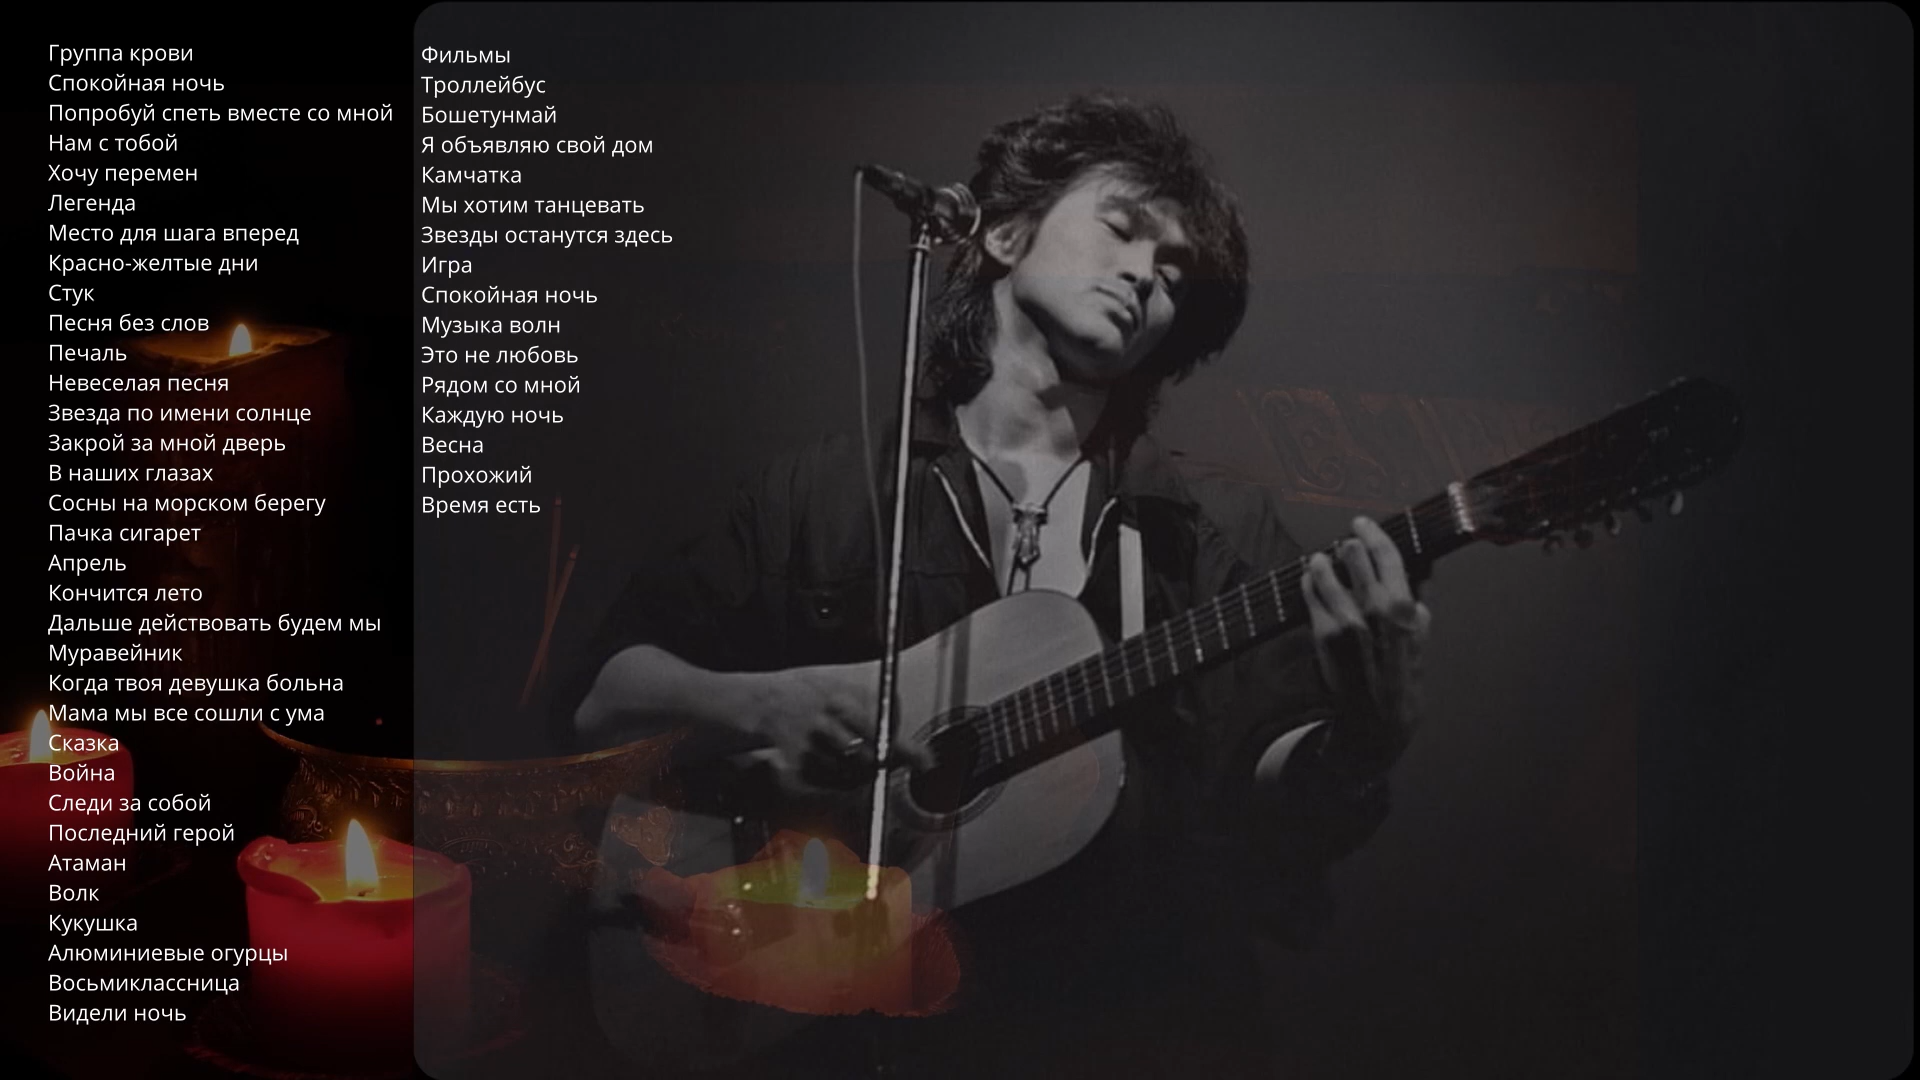 Группа крови
Спокойная ночь
Попробуй спеть вместе со мной
Нам с тобой
Хочу перемен
Легенда
Место для шага вперед
Красно-желтые дни
Стук
Песня без слов
Печаль
Невеселая песня
Звезда по имени солнце
Закрой за мной дверь
В наших глазах
Сосны на морском берегу
Пачка сигарет
Апрель
Кончится лето
Дальше действовать будем мы
Муравейник
Когда твоя девушка больна
Мама мы все сошли с ума
Сказка
Война
Следи за собой
Последний герой
Атаман
Волк
Кукушка
Алюминиевые огурцы
Восьмиклассница
Видели ночь
Фильмы
Троллейбус
Бошетунмай
Я объявляю свой дом
Камчатка
Мы хотим танцевать
Звезды останутся здесь
Игра
Спокойная ночь
Музыка волн
Это не любовь
Рядом со мной
Каждую ночь
Весна
Прохожий
Время есть